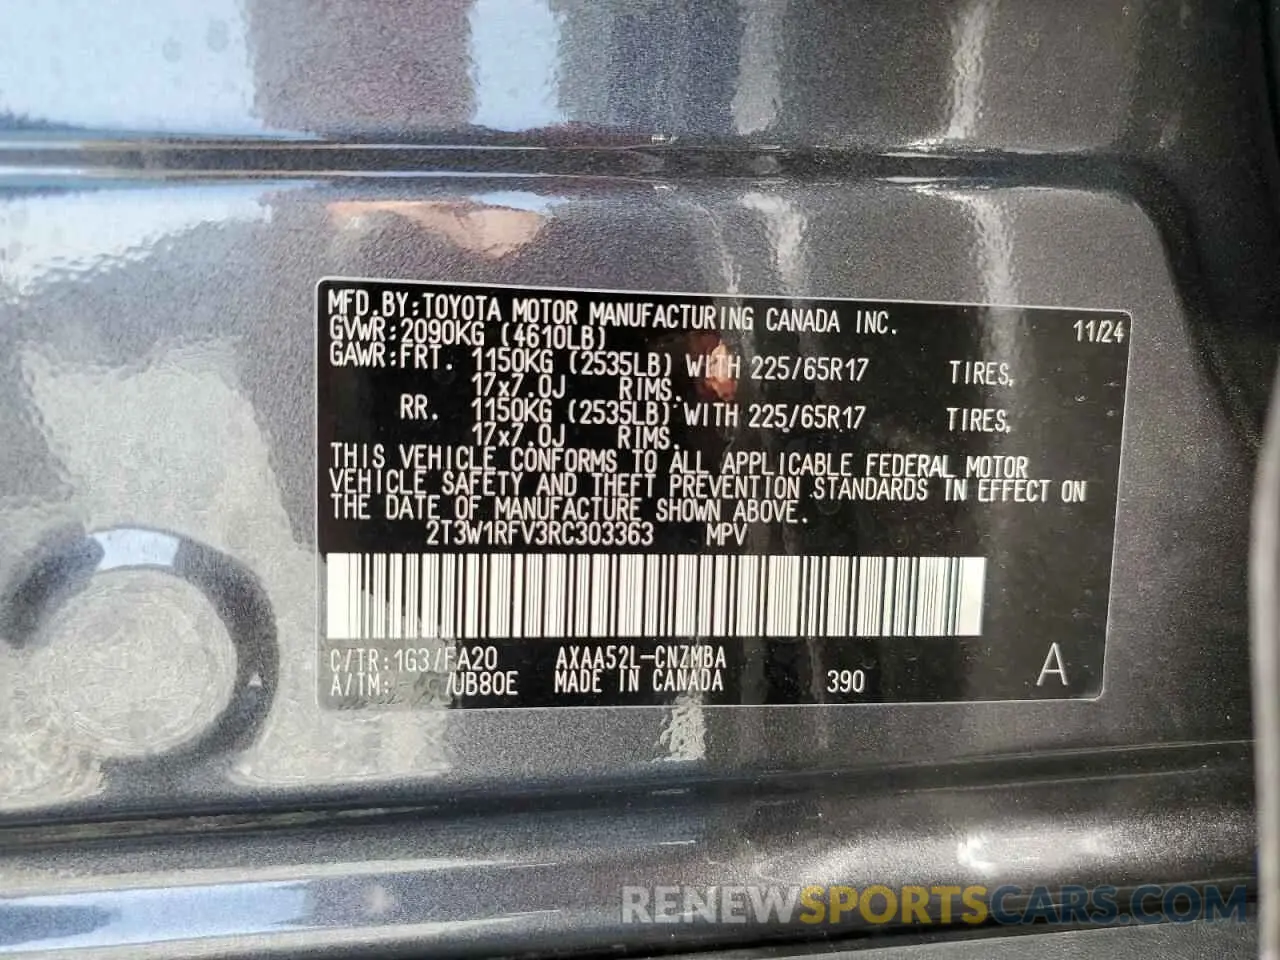 MFD.BY:TOYOTA MOTOR MANUFACTURING CANADA INC. 11/24
GVWR:2090KG (4610LB)
GAWR:FRT. 1150KG (2535LB) WITH 225/65R17 TIRES,
17x7.0J RIMS.
RR. 1150KG (2535LB) WITH 225/65R17 TIRES,
17x7.0J RIMS.
THIS VEHICLE CONFORMS TO ALL APPLICABLE FEDERAL MOTOR
VEHICLE SAFETY AND THEFT PREVENTION STANDARDS IN EFFECT ON
THE DATE OF MANUFACTURE SHOWN ABOVE.
2T3W1RFV3RC303363 MPV
C/TR:1G3/FA20 AXAA52L-CNZMBA
A/TM: /UB80E MADE IN CANADA 390 A
RENEWSPORTSCARS.COM